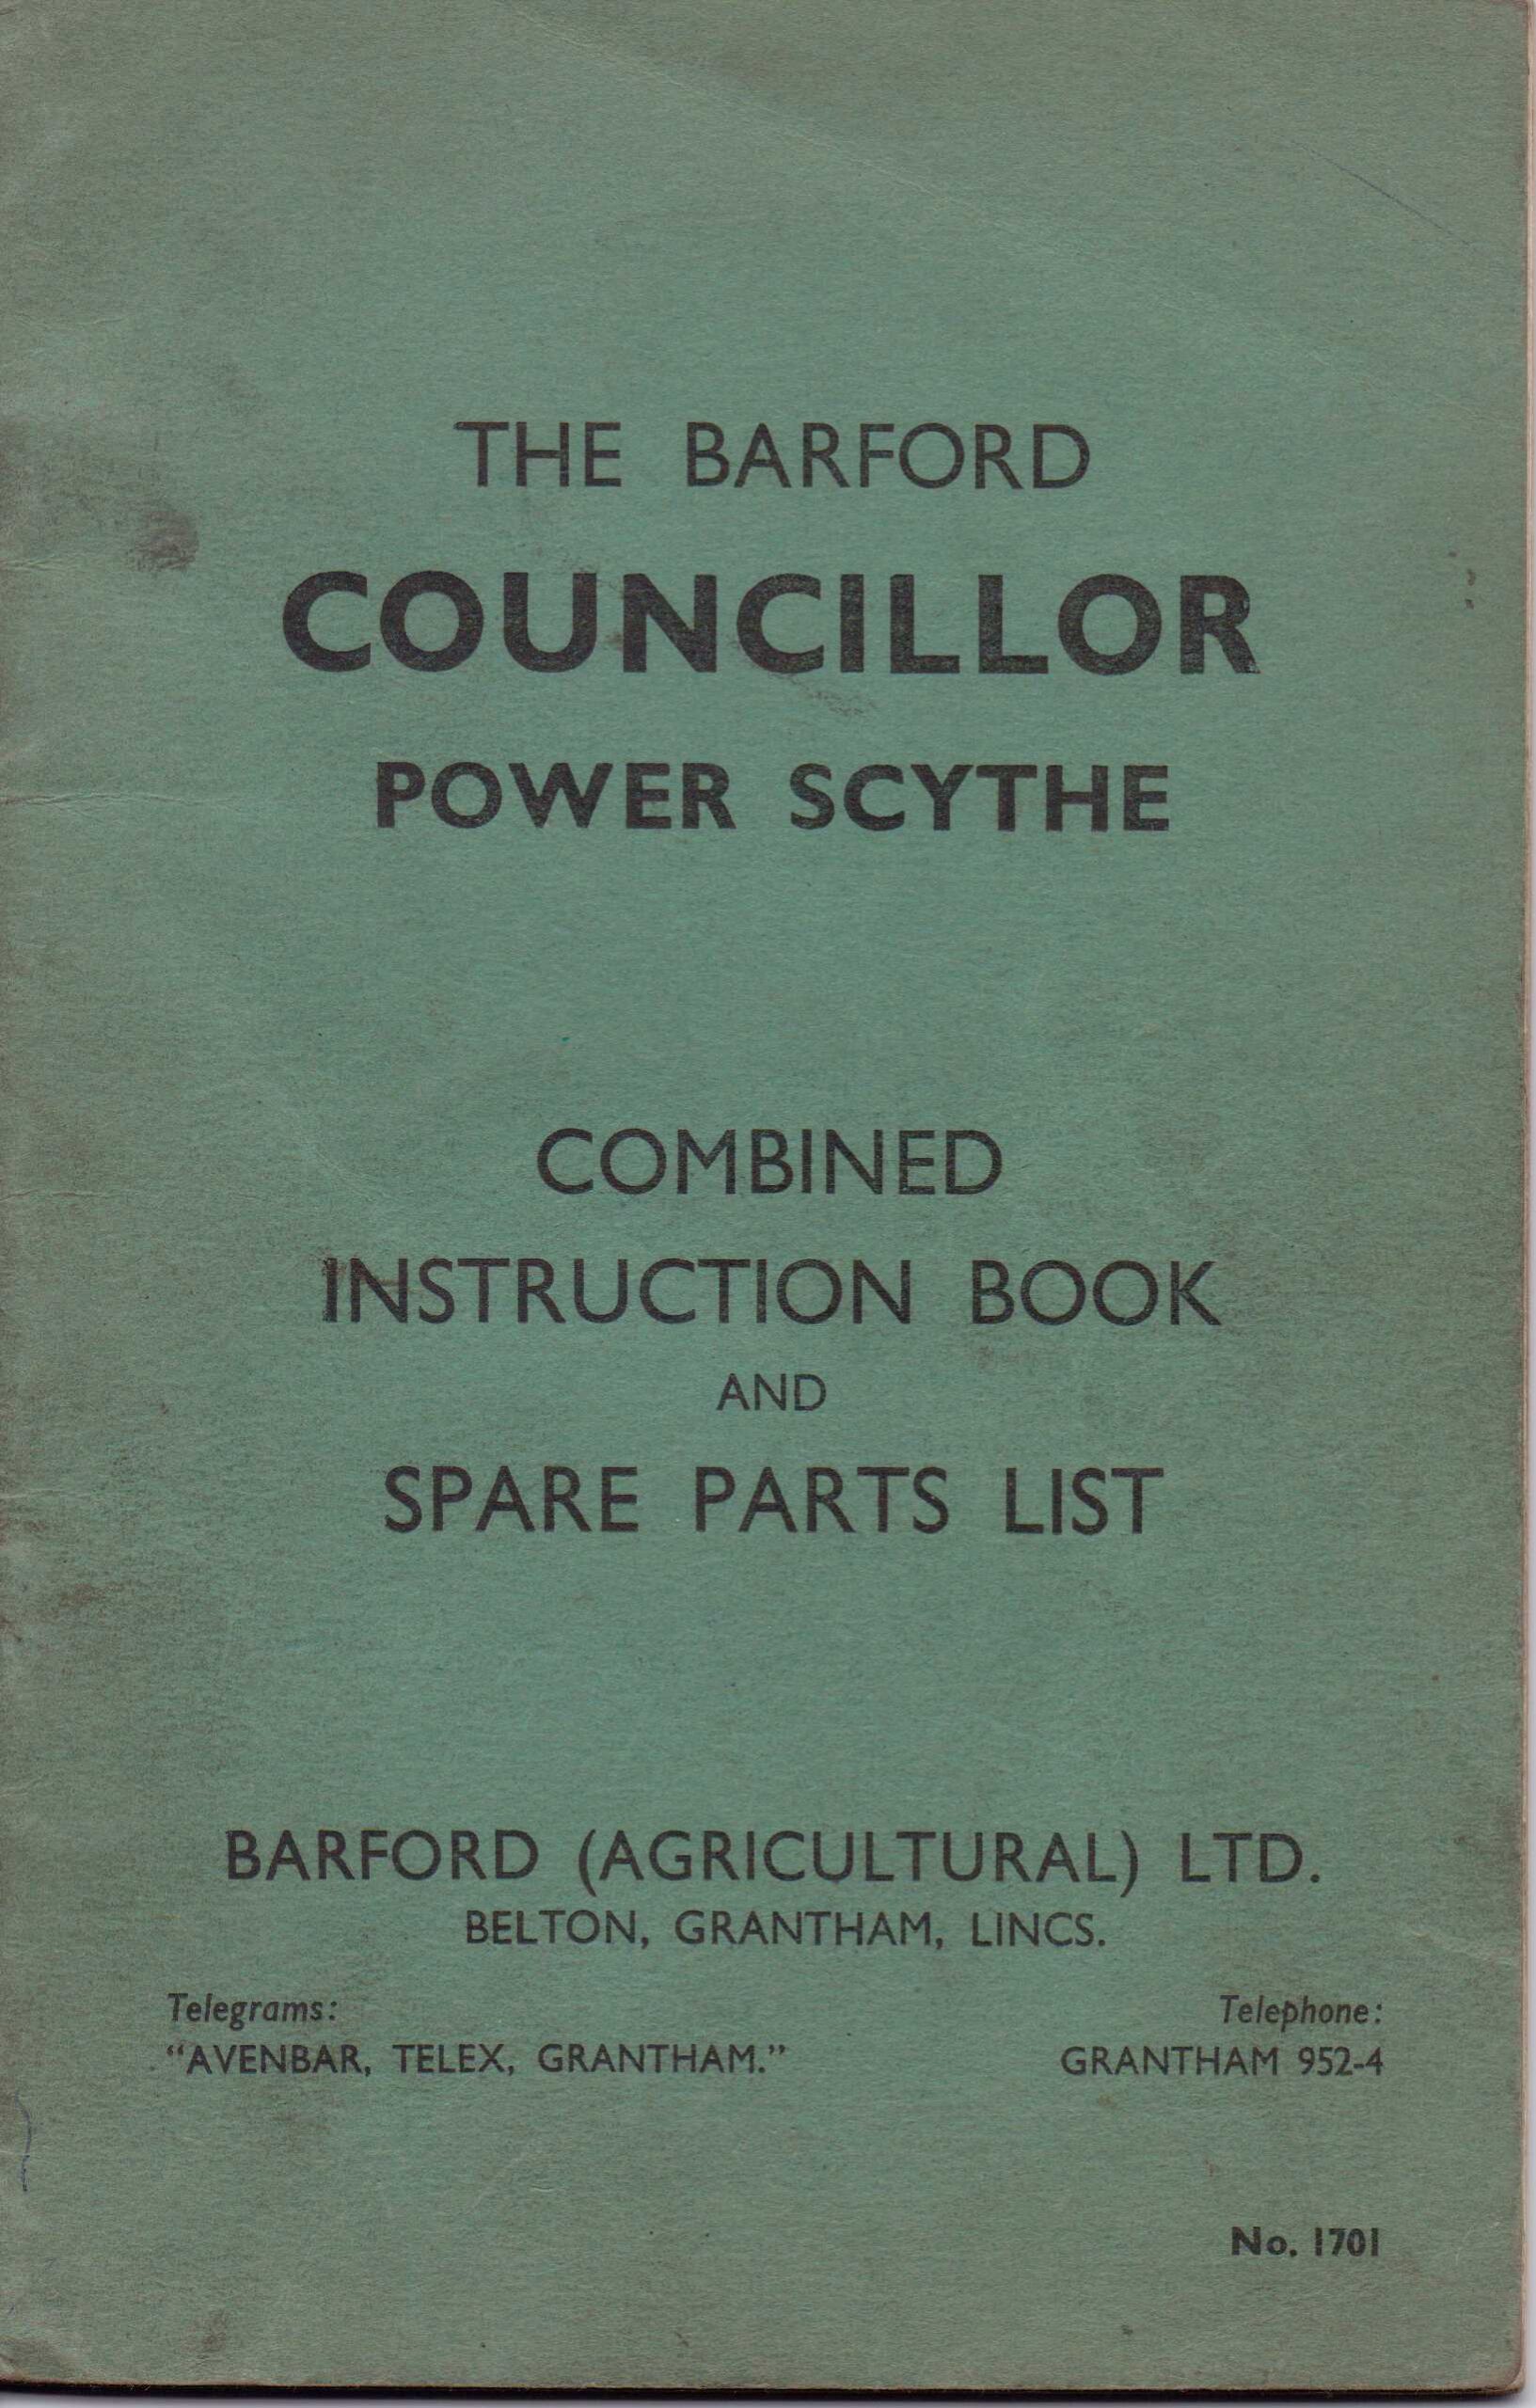 THE BARFORD
COUNCILLOR
POWER SCYTHE
COMBINED
INSTRUCTION BOOK
AND
SPARE PARTS LIST
BARFORD (AGRICULTURAL) LTD.
BELTON, GRANTHAM, LINCS.
Telegrams: Telephone:
"AVENBAR, TELEX, GRANTHAM." GRANTHAM 952-4
No. 1701